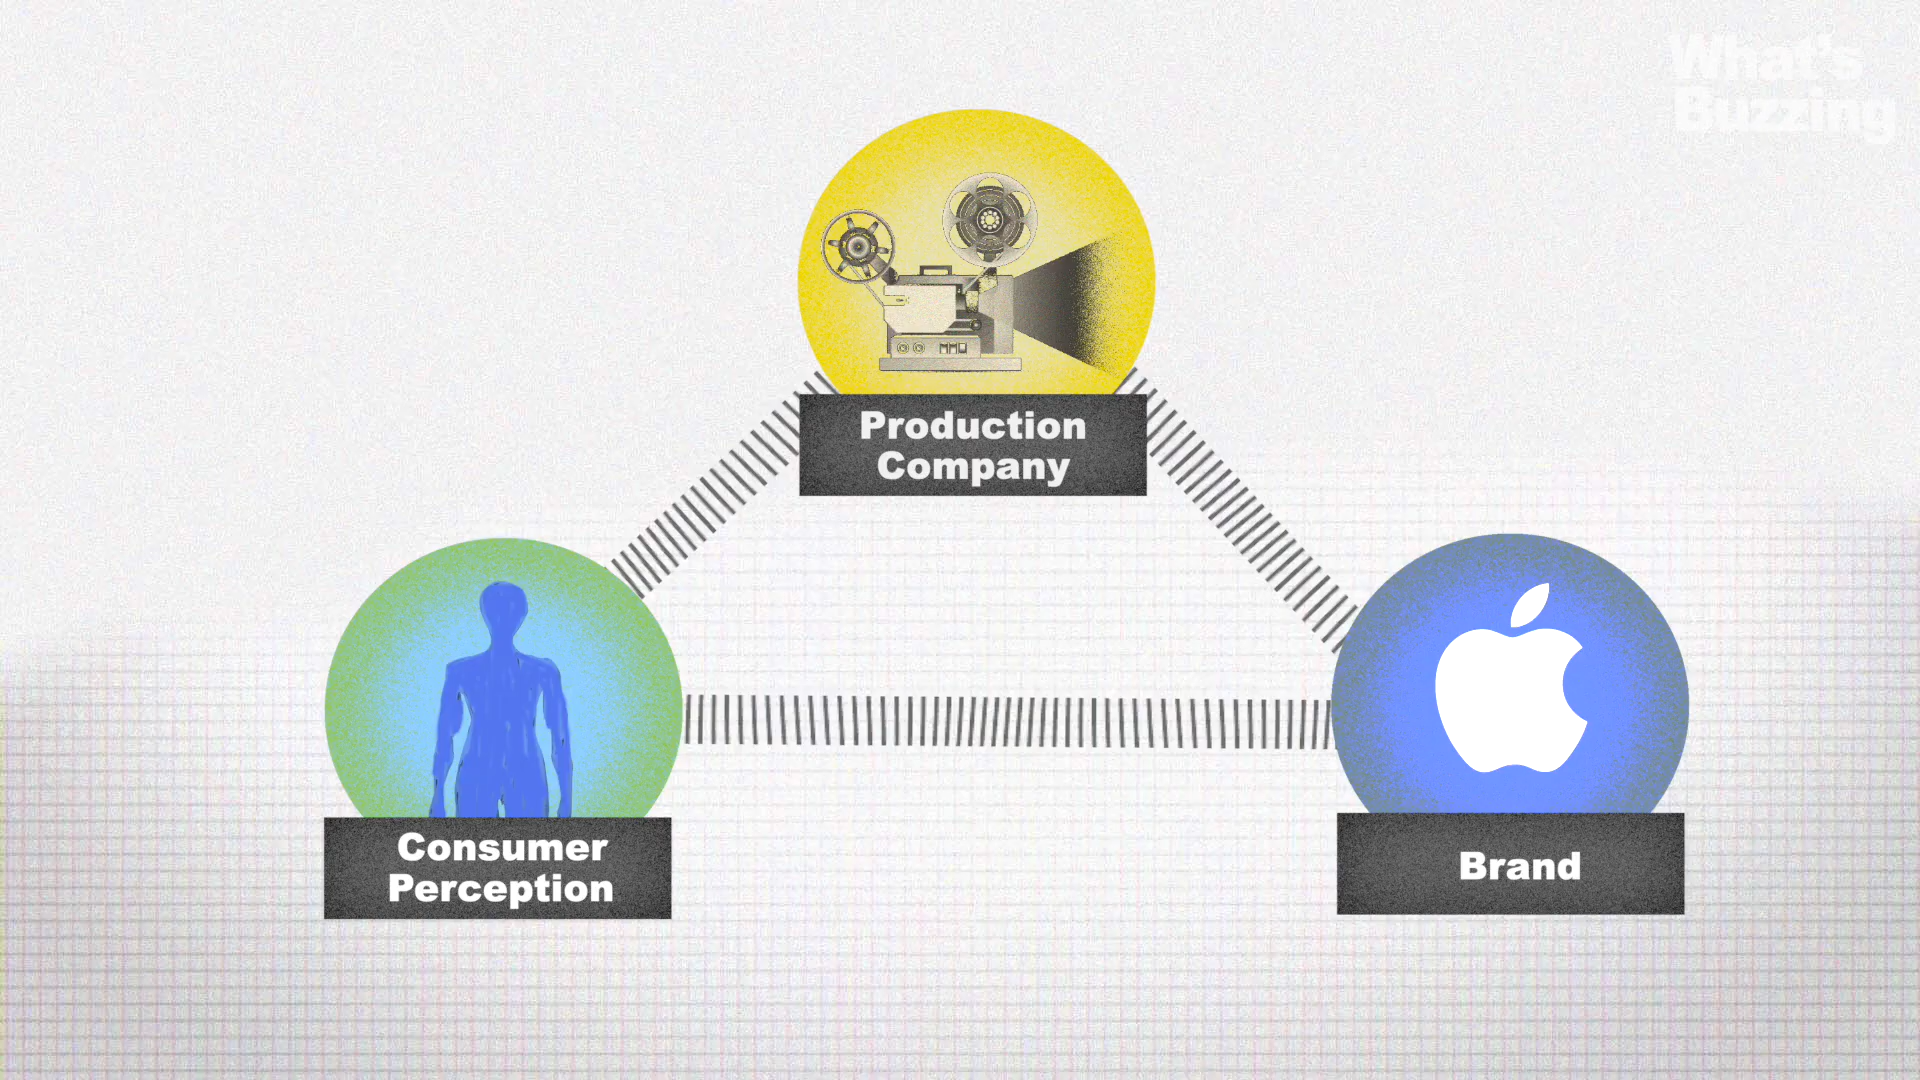 What's
Buzzing
Production
Company
Consumer
Perception
Brand